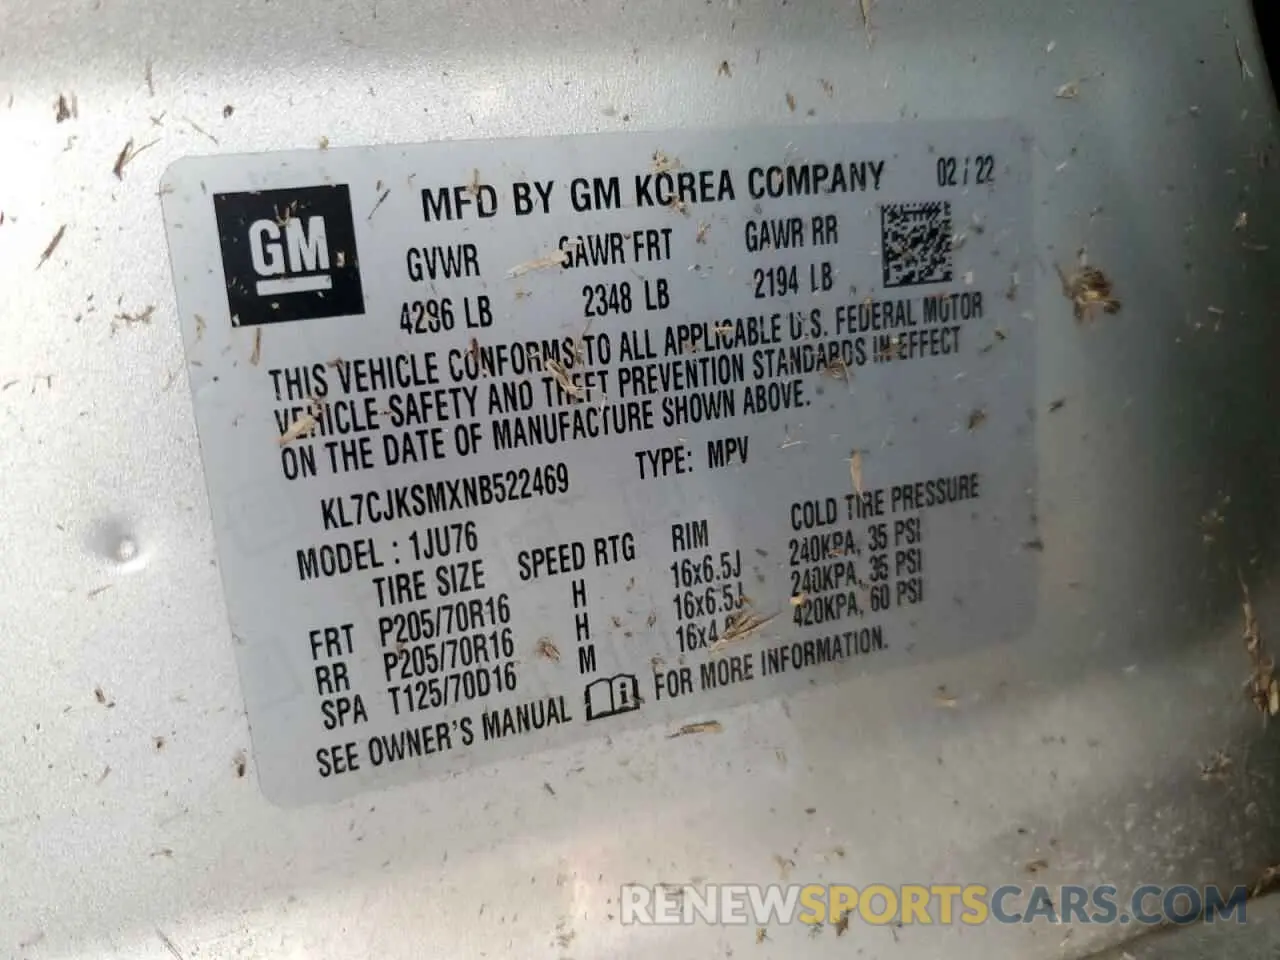 GM
MFD BY GM KOREA COMPANY 02 / 22
GVWR GAWR FRT GAWR RR
4286 LB 2348 LB 2194 LB
THIS VEHICLE CONFORMS TO ALL APPLICABLE U.S. FEDERAL MOTOR
VEHICLE SAFETY AND THEFT PREVENTION STANDARDS IN EFFECT
ON THE DATE OF MANUFACTURE SHOWN ABOVE.
KL7CJKSMXNB522469 TYPE: MPV
MODEL : 1JU76
TIRE SIZE SPEED RTG RIM COLD TIRE PRESSURE
FRT P205/70R16 H 16x6.5J 240KPA, 35 PSI
RR P205/70R16 H 16x6.5J 240KPA, 35 PSI
SPA T125/70D16 M 420KPA, 60 PSI
SEE OWNER'S MANUAL FOR MORE INFORMATION.
RENEWSPORTSCARS.COM